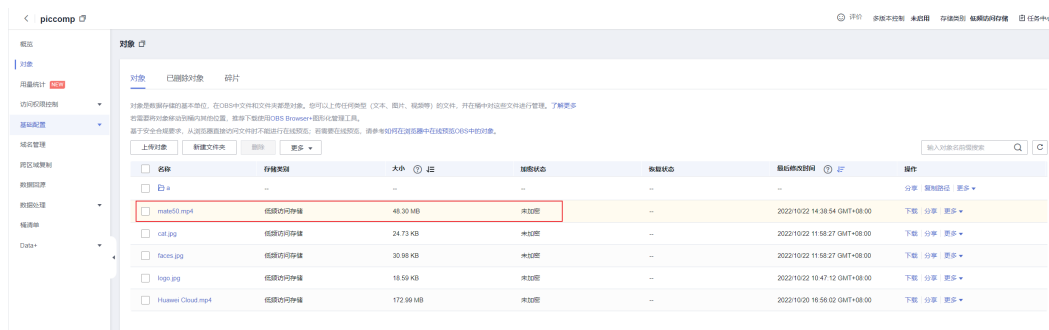 piccomp
评价 多版本控制 未启用 存储类别 低频访问存储 任务中心
概览
对象
用量统计 NEW
访问权限控制
基础配置
域名管理
跨区域复制
数据回源
数据处理
桶清单
Data+
对象
对象 已删除对象 碎片
对象是数据存储的基本单位，在OBS中文件和文件夹都是对象。您可以上传任何类型（文本、图片、视频等）的文件，并在桶中对这些文件进行管理。了解更多
若需要将对象移动到桶内其他位置，推荐下载使用OBS Browser+图形化管理工具。
基于安全合规要求，从浏览器直接访问文件时不能进行在线预览，若需要在线预览，请参考如何在浏览器中在线预览OBS中的对象。
上传对象 新建文件夹 删除 更多
输入对象名前缀搜索
名称 存储类别 大小 加密状态 恢复状态 最后修改时间 操作
a -- -- -- -- -- 分享 复制路径 更多
mate50.mp4 低频访问存储 48.30 MB 未加密 -- 2022/10/22 14:38:54 GMT+08:00 下载 分享 更多
cat.jpg 低频访问存储 24.73 KB 未加密 -- 2022/10/22 11:58:27 GMT+08:00 下载 分享 更多
faces.jpg 低频访问存储 30.98 KB 未加密 -- 2022/10/22 11:58:27 GMT+08:00 下载 分享 更多
logo.jpg 低频访问存储 18.59 KB 未加密 -- 2022/10/22 10:47:12 GMT+08:00 下载 分享 更多
Huawei Cloud.mp4 低频访问存储 172.99 MB 未加密 -- 2022/10/20 16:56:02 GMT+08:00 下载 分享 更多